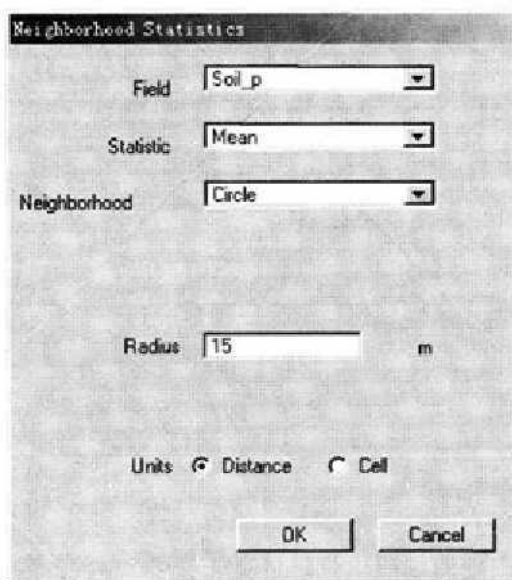 Neighborhood Statistics
Field Soil_p
Statistic Mean
Neighborhood Circle
Radius 15 m
Units Distance Cell
OK Cancel